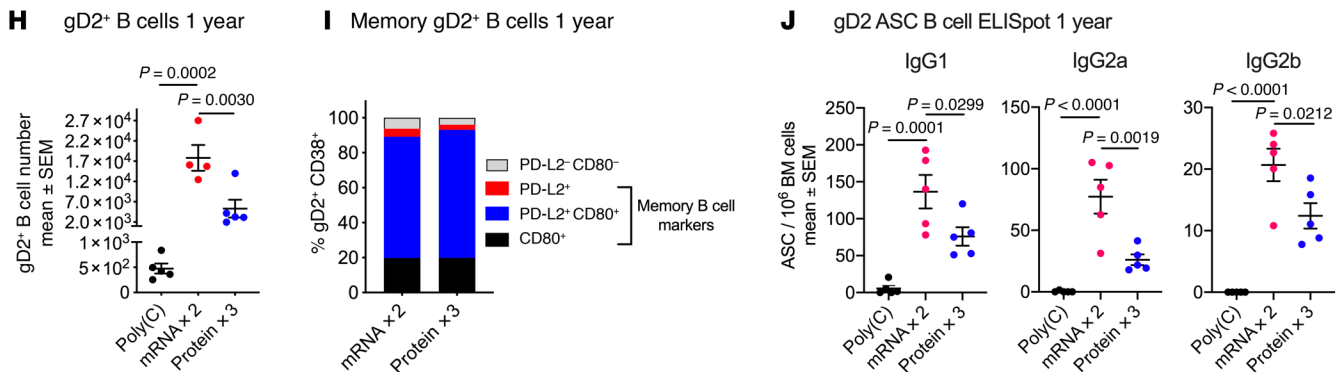 H gD2⁺ B cells 1 year
P = 0.0002
P = 0.0030
gD2⁺ B cell number
mean ± SEM
2.7 × 10⁴
2.2 × 10⁴
1.7 × 10⁴
1.2 × 10⁴
7.0 × 10³
2.0 × 10³
1 × 10³
5 × 10²
0
Poly(C)
mRNA × 2
Protein × 3
I Memory gD2⁺ B cells 1 year
% gD2⁺ CD38⁺
100
80
60
40
20
0
mRNA × 2
Protein × 3
PD-L2⁻ CD80⁻
PD-L2⁺
PD-L2⁺ CD80⁺
CD80⁺
Memory B cell
markers
J gD2 ASC B cell ELISpot 1 year
IgG1
P = 0.0299
P = 0.0001
ASC / 10⁶ BM cells
mean ± SEM
250
200
150
100
50
0
Poly(C)
mRNA × 2
Protein × 3
IgG2a
P < 0.0001
P = 0.0019
150
100
50
0
Poly(C)
mRNA × 2
Protein × 3
IgG2b
P < 0.0001
P = 0.0212
30
20
10
0
Poly(C)
mRNA × 2
Protein × 3